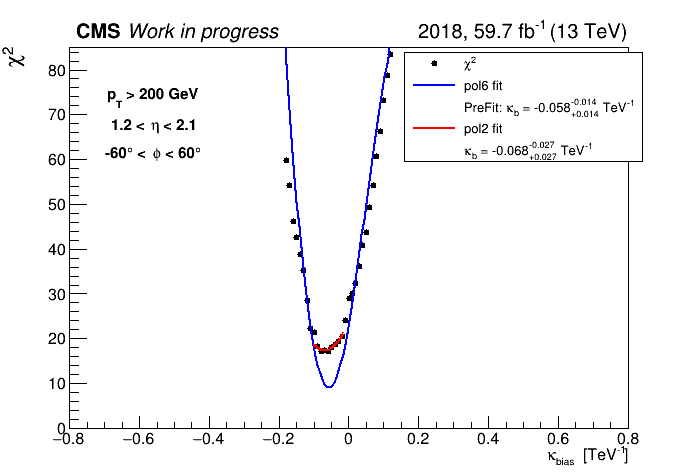 CMS Work in progress
2018, 59.7 fb⁻¹ (13 TeV)
χ²
p_T > 200 GeV
1.2 < η < 2.1
-60° < ϕ < 60°
χ²
pol6 fit
PreFit: κ_b = -0.058^{-0.014}_{+0.014} TeV⁻¹
pol2 fit
κ_b = -0.068^{-0.027}_{+0.027} TeV⁻¹
80
70
60
50
40
30
20
10
0
−0.8 −0.6 −0.4 −0.2 0 0.2 0.4 0.6 0.8
κ_bias [TeV⁻¹]